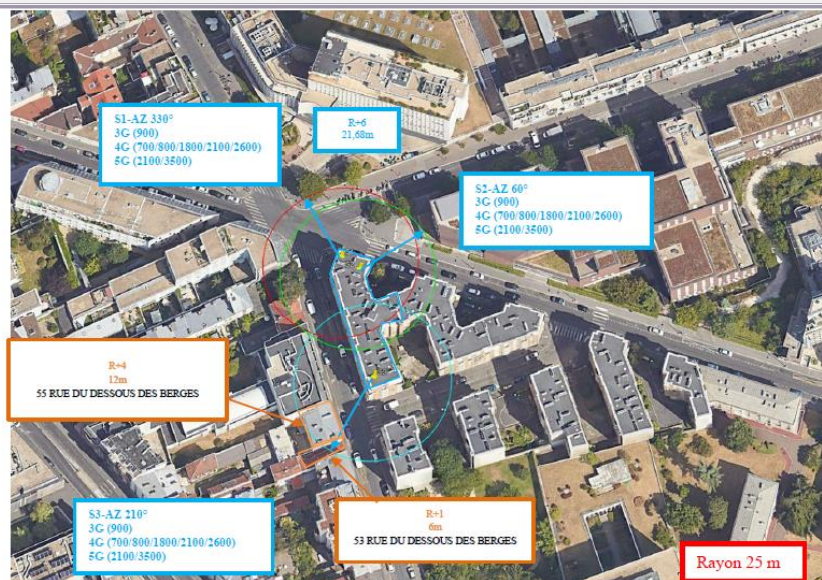 S1-AZ 330°
3G (900)
4G (700/800/1800/2100/2600)
5G (2100/3500)
R+6
21,68m
S2-AZ 60°
3G (900)
4G (700/800/1800/2100/2600)
5G (2100/3500)
R+4
12m
55 RUE DU DESSOUS DES BERGES
S3-AZ 210°
3G (900)
4G (700/800/1800/2100/2600)
5G (2100/3500)
R+1
6m
53 RUE DU DESSOUS DES BERGES
Rayon 25 m